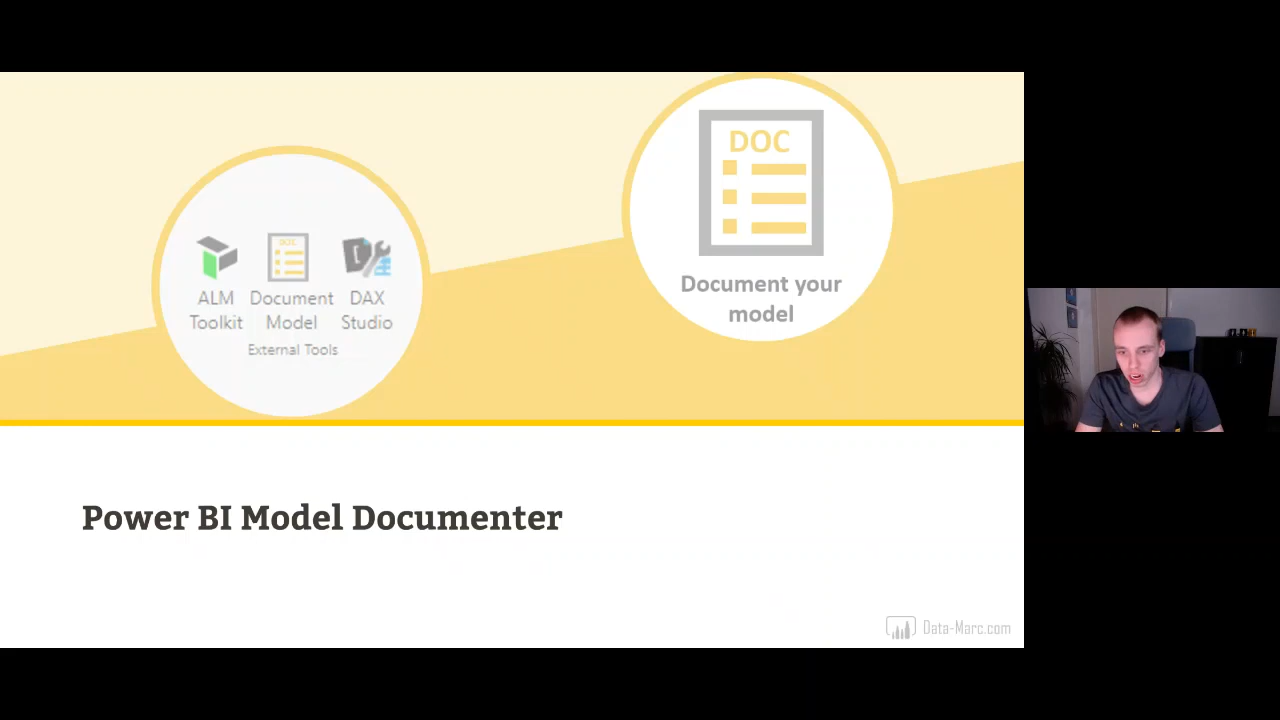 DOC
Document your
model
DOC
ALM
Toolkit
Document
Model
DAX
Studio
External Tools
Power BI Model Documenter
Data-Marc.com